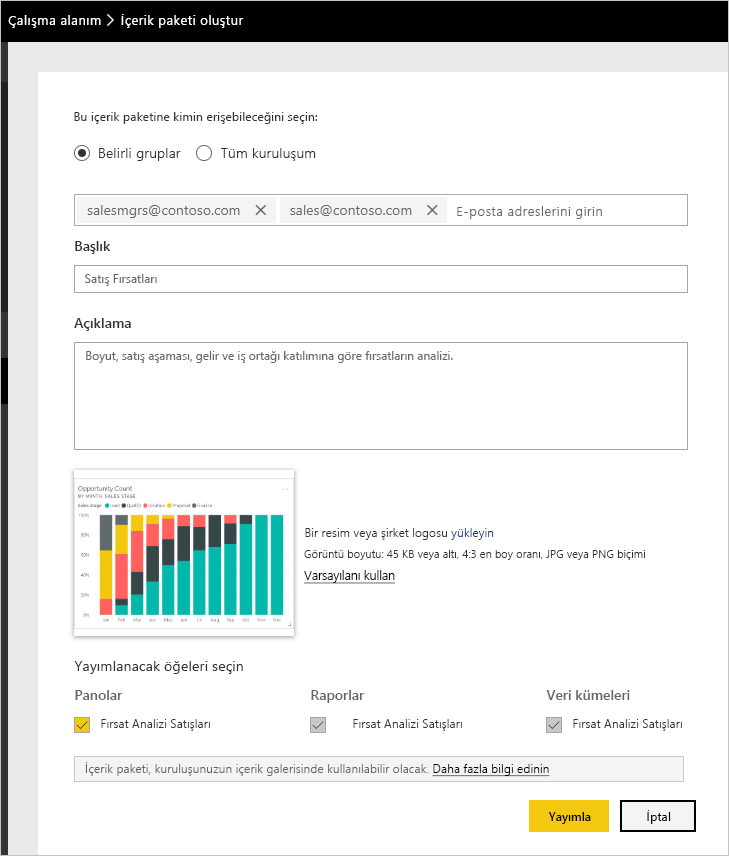 Çalışma alanım > İçerik paketi oluştur
Bu içerik paketine kimin erişebileceğini seçin:
Belirli gruplar Tüm kuruluşum
salesmgrs@contoso.com sales@contoso.com E-posta adreslerini girin
Başlık
Satış Fırsatları
Açıklama
Boyut, satış aşaması, gelir ve iş ortağı katılımına göre fırsatların analizi.
Opportunity Count
BY MONTH, SALES STAGE
Sales Stage Lead Qualify Solution Proposal Finalize
100%
80%
60%
40%
20%
0%
Jan Feb Mar Apr May Jun Jul Aug Sep Oct Nov Dec
Bir resim veya şirket logosu yükleyin
Görüntü boyutu: 45 KB veya altı, 4:3 en boy oranı, JPG veya PNG biçimi
Varsayılanı kullan
Yayımlanacak öğeleri seçin
Panolar Raporlar Veri kümeleri
Fırsat Analizi Satışları Fırsat Analizi Satışları Fırsat Analizi Satışları
İçerik paketi, kuruluşunuzun içerik galerisinde kullanılabilir olacak. Daha fazla bilgi edinin
Yayımla İptal